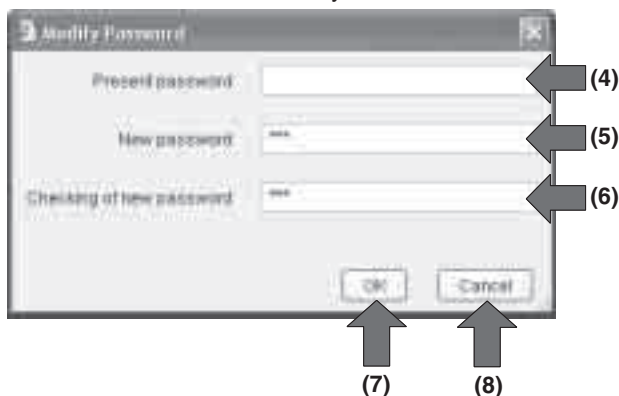 Modify Password
Present password
(4)
New password ****
(5)
Checking of new password ****
(6)
OK Cancel
(7) (8)